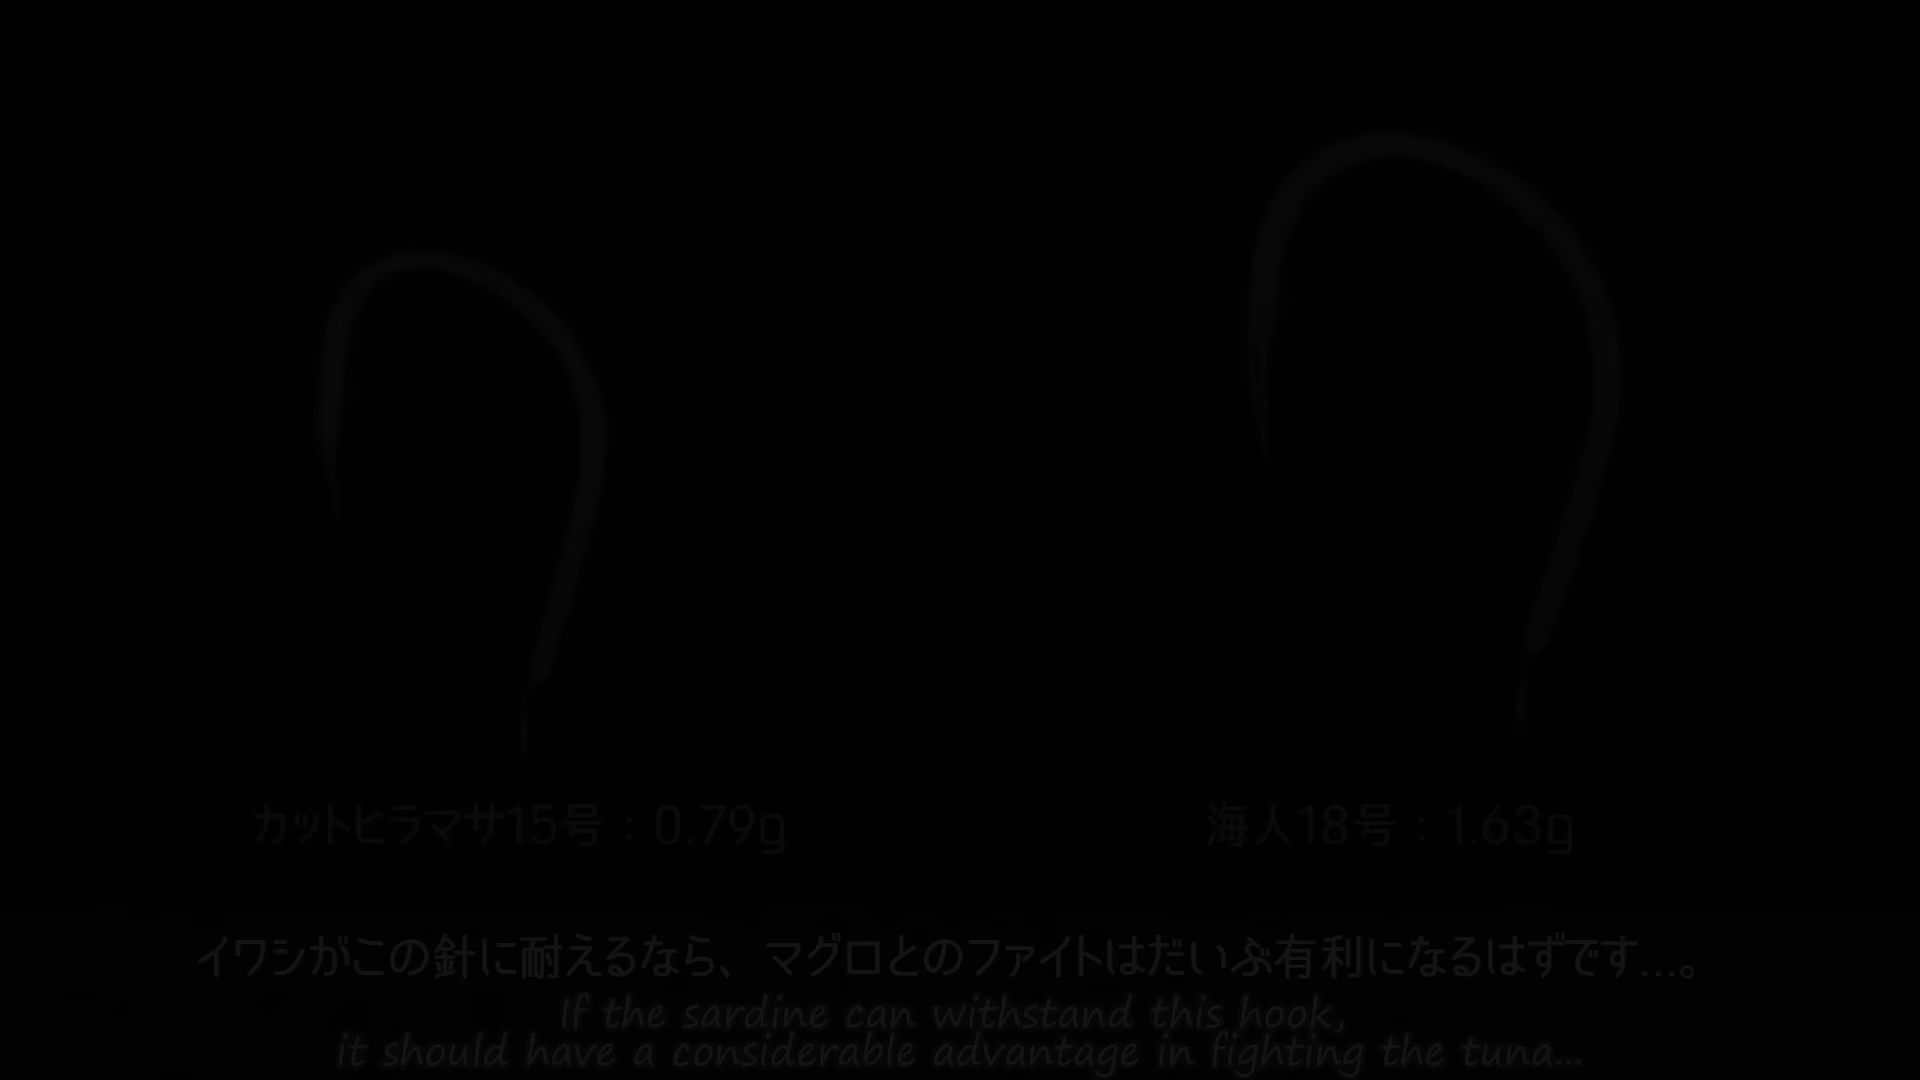 カットヒラマサ15号：0.79g
海人18号：1.63g
イワシがこの針に耐えるなら、マグロとのファイトはだいぶ有利になるはずです…。
If the sardine can withstand this hook,
it should have a considerable advantage in fighting the tuna...